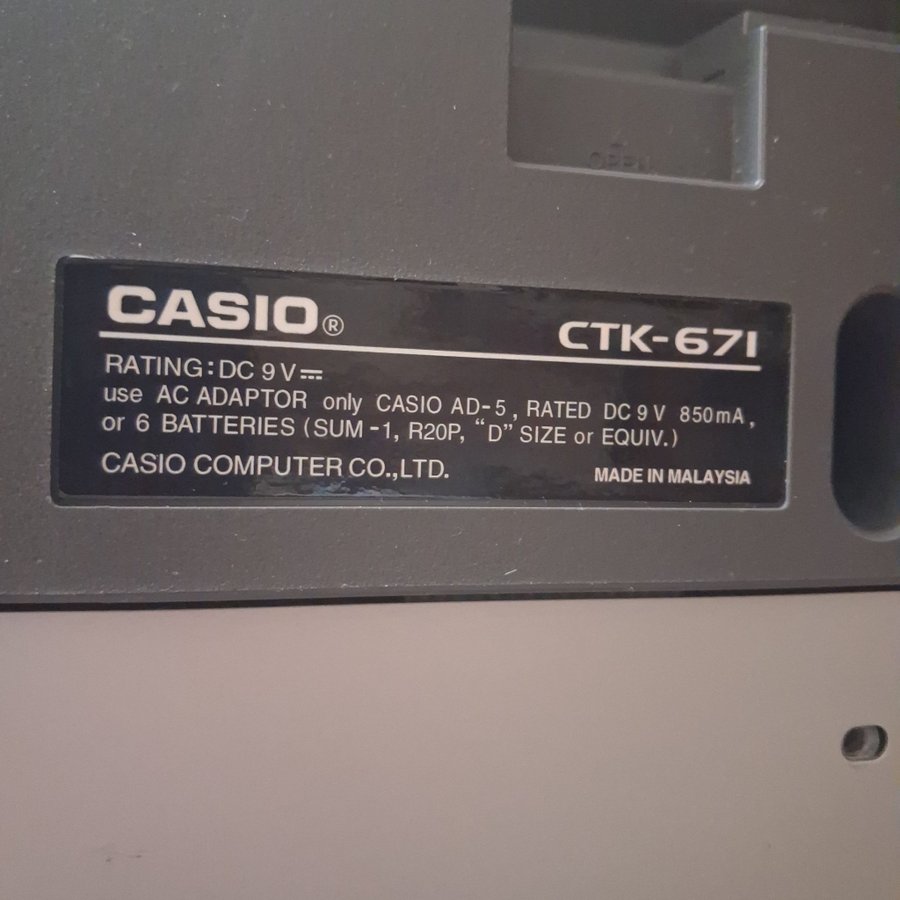 OPEN
CASIO® CTK-671
RATING: DC 9V⎓
use AC ADAPTOR only CASIO AD-5, RATED DC 9V 850mA,
or 6 BATTERIES (SUM-1, R20P, "D" SIZE or EQUIV.)
CASIO COMPUTER CO.,LTD. MADE IN MALAYSIA